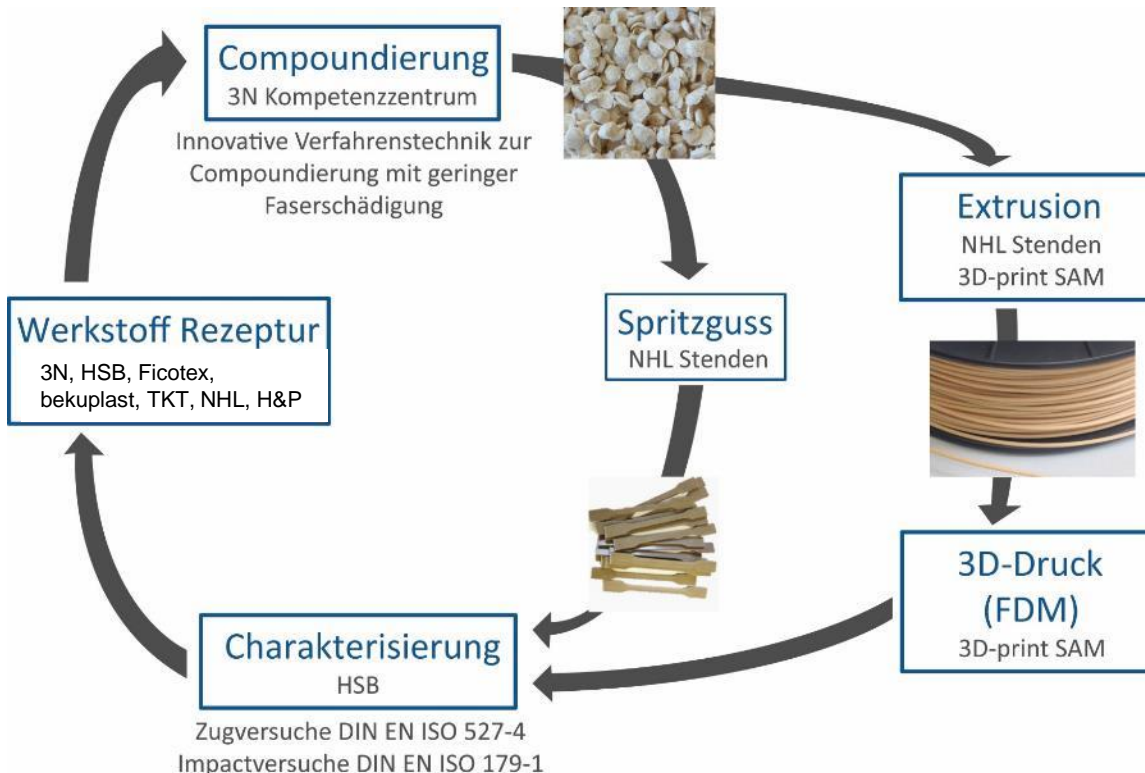 Compoundierung
3N Kompetenzzentrum
Innovative Verfahrenstechnik zur
Compoundierung mit geringer
Faserschädigung
Extrusion
NHL Stenden
3D-print SAM
Werkstoff Rezeptur
3N, HSB, Ficotex,
bekuplast, TKT, NHL, H&P
Spritzguss
NHL Stenden
3D-Druck
(FDM)
3D-print SAM
Charakterisierung
HSB
Zugversuche DIN EN ISO 527-4
Impactversuche DIN EN ISO 179-1